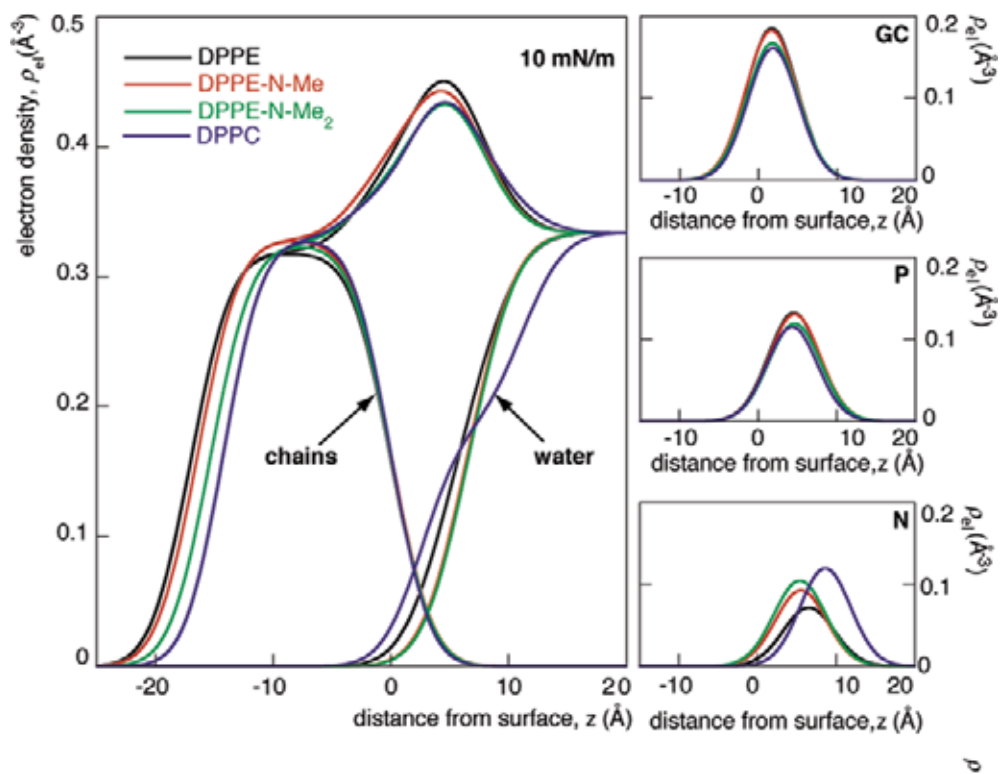 0.5
0.4
0.3
0.2
0.1
0
electron density, ρel(Å-3)
DPPE
DPPE-N-Me
DPPE-N-Me2
DPPC
10 mN/m
chains
water
-20
-10
0
10
20
distance from surface, z (Å)
GC
0.2
0.1
0
ρel(Å-3)
-10
0
10
20
distance from surface,z (Å)
P
0.2
0.1
0
ρel(Å-3)
-10
0
10
20
distance from surface,z (Å)
N
0.2
0.1
0
ρel(Å-3)
-10
0
10
20
distance from surface,z (Å)
ρ